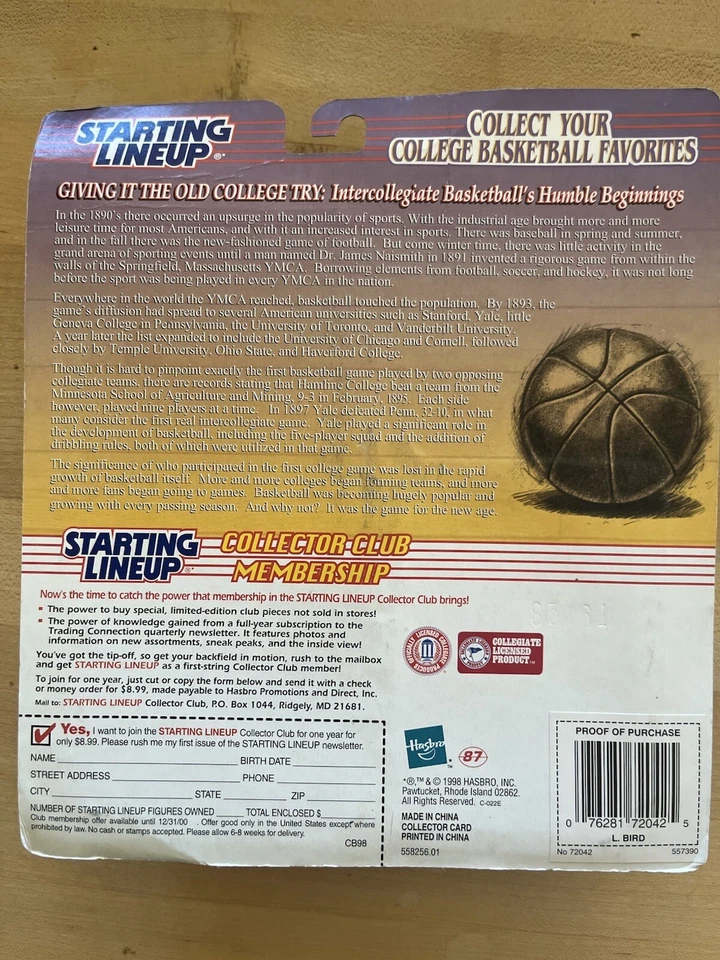 STARTING
LINEUP®.
COLLECT YOUR
COLLEGE BASKETBALL FAVORITES
GIVING IT THE OLD COLLEGE TRY: Intercollegiate Basketball's Humble Beginnings
In the 1890's there occurred an upsurge in the popularity of sports. With the industrial age brought more and more
leisure time for most Americans, and with it an increased interest in sports. There was baseball in spring and summer,
and in the fall there was the new-fashioned game of football. But come winter time, there was little activity in the
grand arena of sporting events until a man named Dr. James Naismith in 1891 invented a rigorous game from within the
walls of the Springfield, Massachusetts YMCA. Borrowing elements from football, soccer, and hockey, it was not long
before the sport was being played in every YMCA in the nation.
Everywhere in the world the YMCA reached, basketball touched the population. By 1893, the
game's diffusion had spread to several American universities such as Stanford, Yale, little
Geneva College in Pennsylvania, the University of Toronto, and Vanderbilt University.
A year later the list expanded to include the University of Chicago and Cornell, followed
closely by Temple University, Ohio State, and Haverford College.
Though it is hard to pinpoint exactly the first basketball game played by two opposing
collegiate teams, there are records stating that Hamline College beat a team from the
Minnesota School of Agriculture and Mining, 9-3 in February, 1895. Each side
however, played nine players at a time. In 1897 Yale defeated Penn, 32-10, in what
many consider the first real intercollegiate game. Yale played a significant role in
the development of basketball, including the five-player squad and the addition of
dribbling rules, both of which were utilized in that game.
The significance of who participated in the first college game was lost in the rapid
growth of basketball itself. More and more colleges began forming teams, and more
and more fans began going to games. Basketball was becoming hugely popular and
growing with every passing season. And why not? It was the game for the new age.
STARTING
LINEUP®.
COLLECTOR CLUB
MEMBERSHIP
Now's the time to catch the power that membership in the STARTING LINEUP Collector Club brings!
▪ The power to buy special, limited-edition club pieces not sold in stores!
▪ The power of knowledge gained from a full-year subscription to the
Trading Connection quarterly newsletter. It features photos and
information on new assortments, sneak peaks, and the inside view!
You've got the tip-off, so get your backfield in motion, rush to the mailbox
and get STARTING LINEUP as a first-string Collector Club member!
To join for one year, just cut or copy the form below and send it with a check
or money order for $8.99, made payable to Hasbro Promotions and Direct, Inc.
Mail to: STARTING LINEUP Collector Club, P.O. Box 1044, Ridgely, MD 21681.
OFFICIALLY LICENSED COLLEGIATE PRODUCTS
COLLEGIATE
LICENSED
PRODUCT™
Yes, I want to join the STARTING LINEUP Collector Club for one year for
only $8.99. Please rush me my first issue of the STARTING LINEUP newsletter.
NAME BIRTH DATE
STREET ADDRESS PHONE
CITY STATE ZIP
NUMBER OF STARTING LINEUP FIGURES OWNED TOTAL ENCLOSED $
Club membership offer available until 12/31/00 . Offer good only in the United States except where
prohibited by law. No cash or stamps accepted. Please allow 6-8 weeks for delivery.
CB98
Hasbro
87
*®,™ & © 1998 HASBRO, INC.
Pawtucket, Rhode Island 02862.
All Rights Reserved. C-022E
MADE IN CHINA
COLLECTOR CARD
PRINTED IN CHINA
558256.01
PROOF OF PURCHASE
0 76281 72042 5
L. BIRD
No 72042 557390